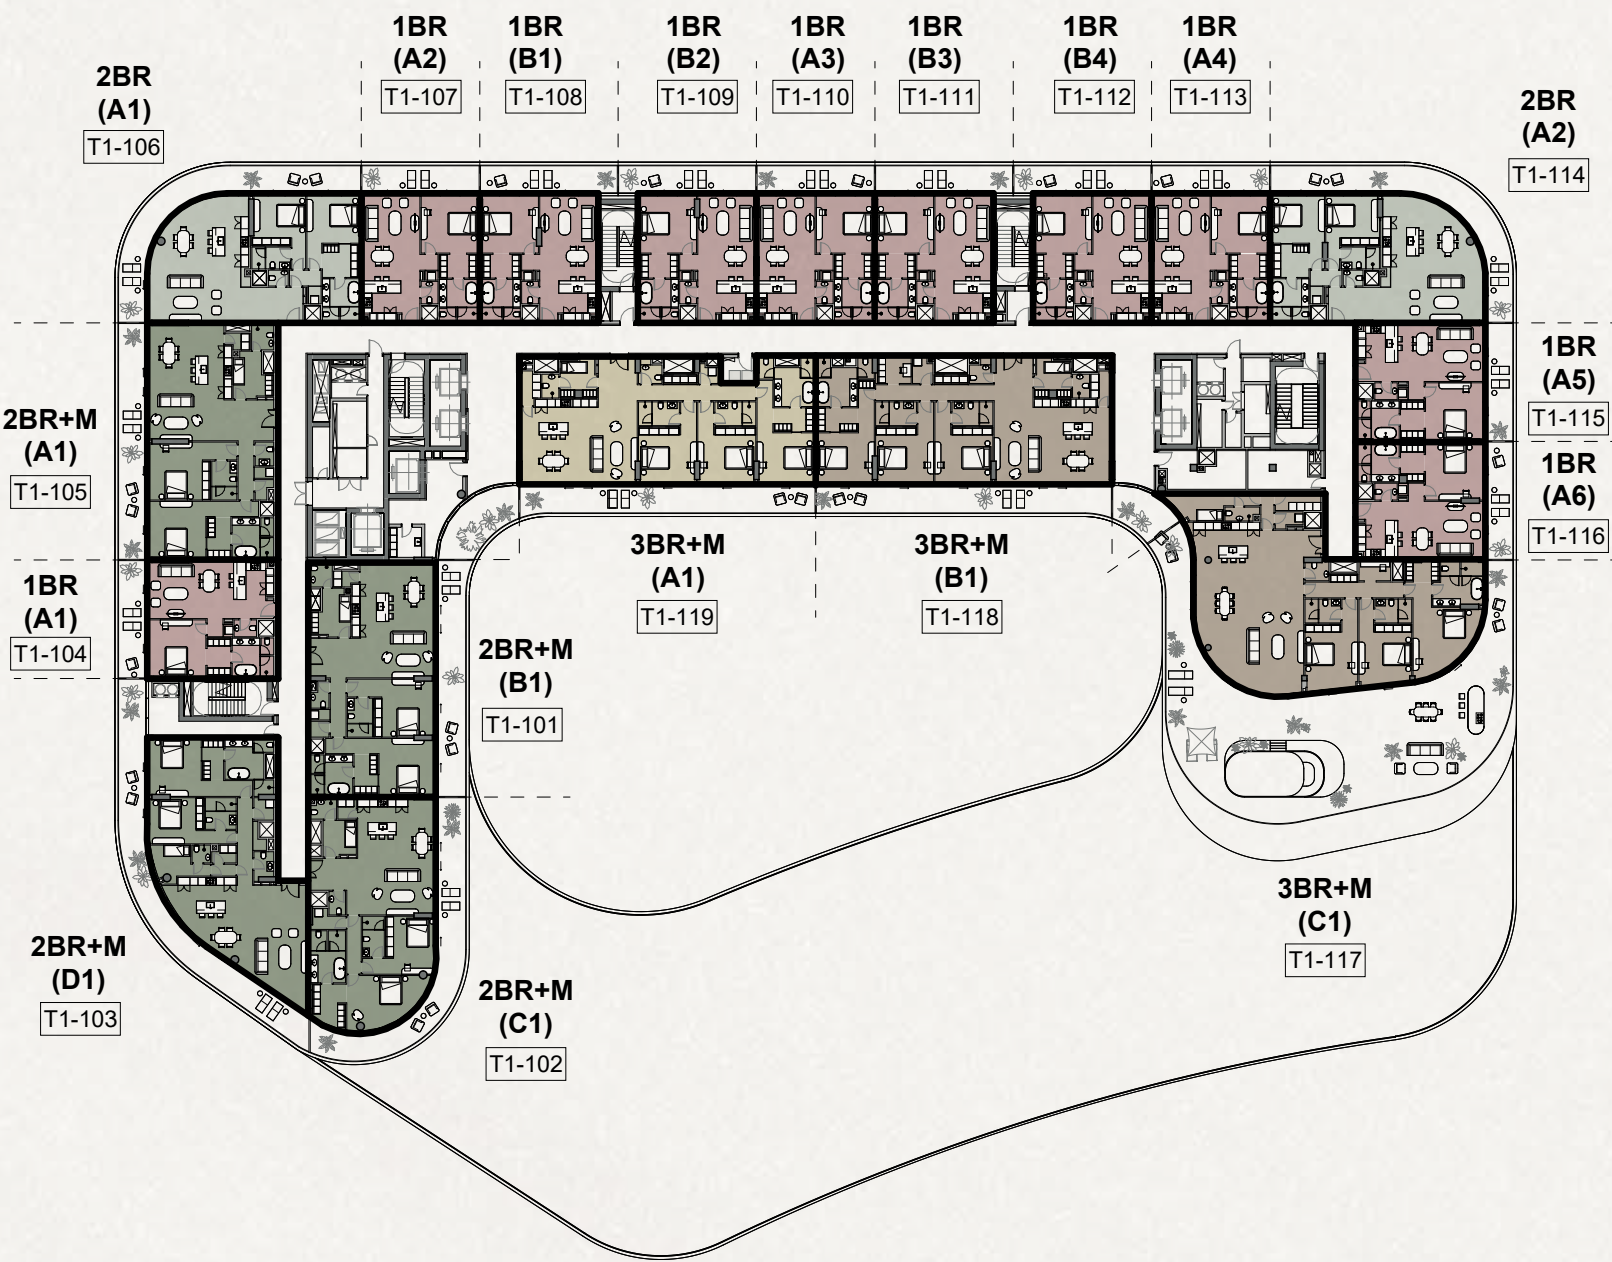 1BR
(A2)
T1-107
1BR
(B1)
T1-108
1BR
(B2)
T1-109
1BR
(A3)
T1-110
1BR
(B3)
T1-111
1BR
(B4)
T1-112
1BR
(A4)
T1-113
2BR
(A1)
T1-106
2BR
(A2)
T1-114
2BR+M
(A1)
T1-105
1BR
(A5)
T1-115
1BR
(A6)
T1-116
1BR
(A1)
T1-104
3BR+M
(A1)
T1-119
3BR+M
(B1)
T1-118
2BR+M
(B1)
T1-101
3BR+M
(C1)
T1-117
2BR+M
(D1)
T1-103
2BR+M
(C1)
T1-102